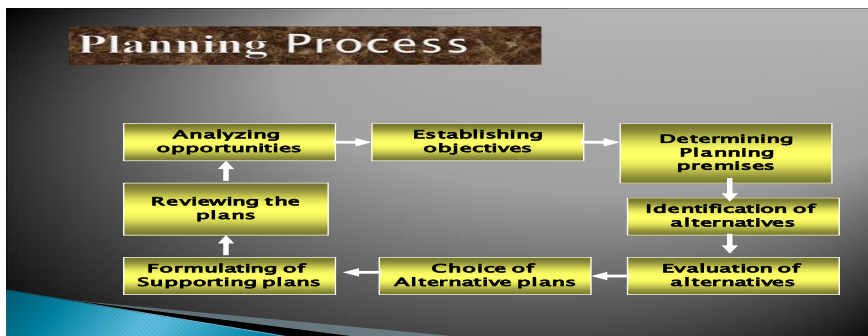 Planning Process
Analyzing
opportunities
Establishing
objectives
Determining
Planning
premises
Identification of
alternatives
Evaluation of
alternatives
Choice of
Alternative plans
Formulating of
Supporting plans
Reviewing the
plans